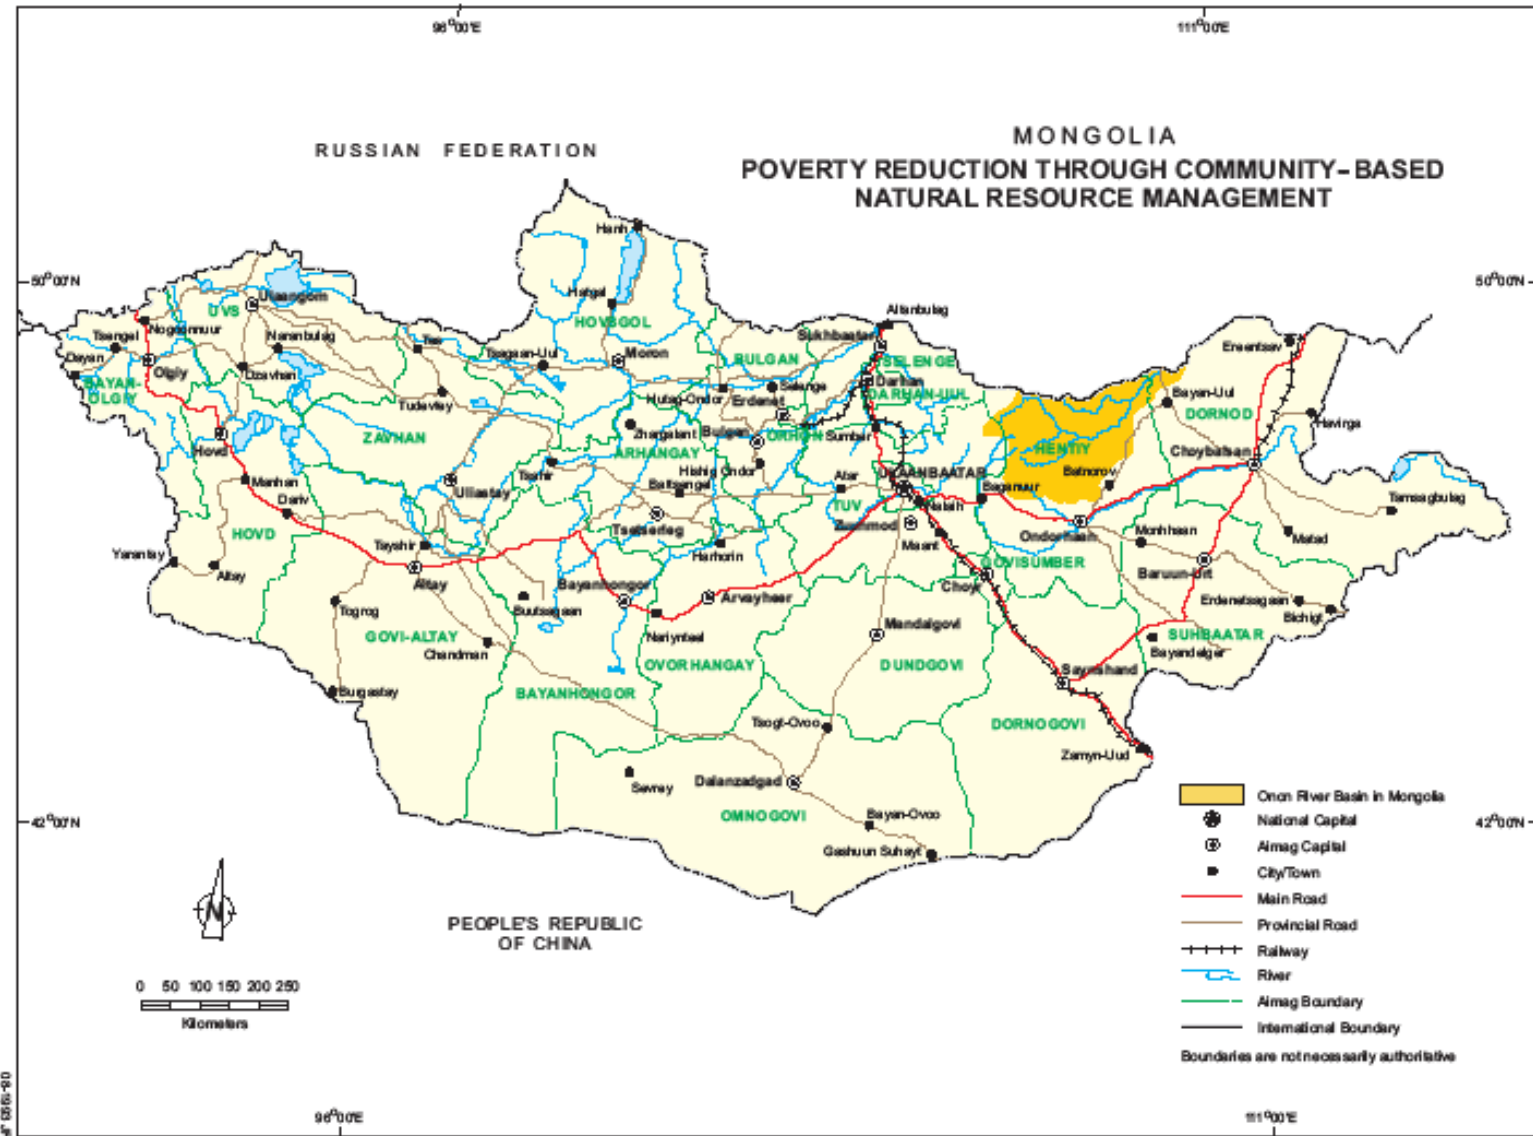 96°00'E
111°00'E
RUSSIAN FEDERATION
MONGOLIA
POVERTY REDUCTION THROUGH COMMUNITY-BASED
NATURAL RESOURCE MANAGEMENT
50°00'N
50°00'N
Hanh
Hatgal
HOVSGOL
Ulaangom
UVS
Tsengel
Nogoonnuur
Naranbulag
Tes
Tsagaan-Uul
Moron
Dayan
Olgiy
Dzavhan
BAYAN-
OLGIY
Tudevtey
Altanbulag
Sukhbaatar
SELENGE
BULGAN
Selenge
Darhan
DARHAN-UUL
Hutag-Ondor
Erdenet
Ereentsav
Bayan-Uul
DORNOD
Havirga
ZAVHAN
Zhargalant
Bulgan
ORHON
Sumber
HENTIY
Choybalsan
Hovd
ARHANGAY
Hishig Ondor
Batnorov
Manhan
Tsahir
Battsengel
Atar
ULAANBAATAR
Baganuur
Dariv
Uliastay
TUV
Nalaih
Tamsagbulag
HOVD
Tsetserleg
Zuunmod
Ondorhaan
Monhhaan
Matad
Yarantay
Tayshir
Harhorin
Maant
GOVISUMBER
Baruun-Urt
Altay
Altay
Bayanhongor
Arvayheer
Choyr
Erdenetsagaan
Togrog
Buutsagaan
Bichigt
GOVI-ALTAY
Nariynteel
Mandalgovi
SUHBAATAR
Chandman
OVORHANGAY
DUNDGOVI
Bayandelger
Saynshand
Burgastay
BAYANHONGOR
Tsogt-Ovoo
DORNOGOVI
Zamyn-Uud
Sevrey
Dalanzadgad
OMNOGOVI
Bayan-Ovoo
Gashuun Suhayt
42°00'N
42°00'N
Onon River Basin in Mongolia
National Capital
Aimag Capital
City/Town
Main Road
Provincial Road
Railway
River
Aimag Boundary
International Boundary
Boundaries are not necessarily authoritative
N
PEOPLE'S REPUBLIC
OF CHINA
0 50 100 150 200 250
Kilometers
96°00'E
111°00'E